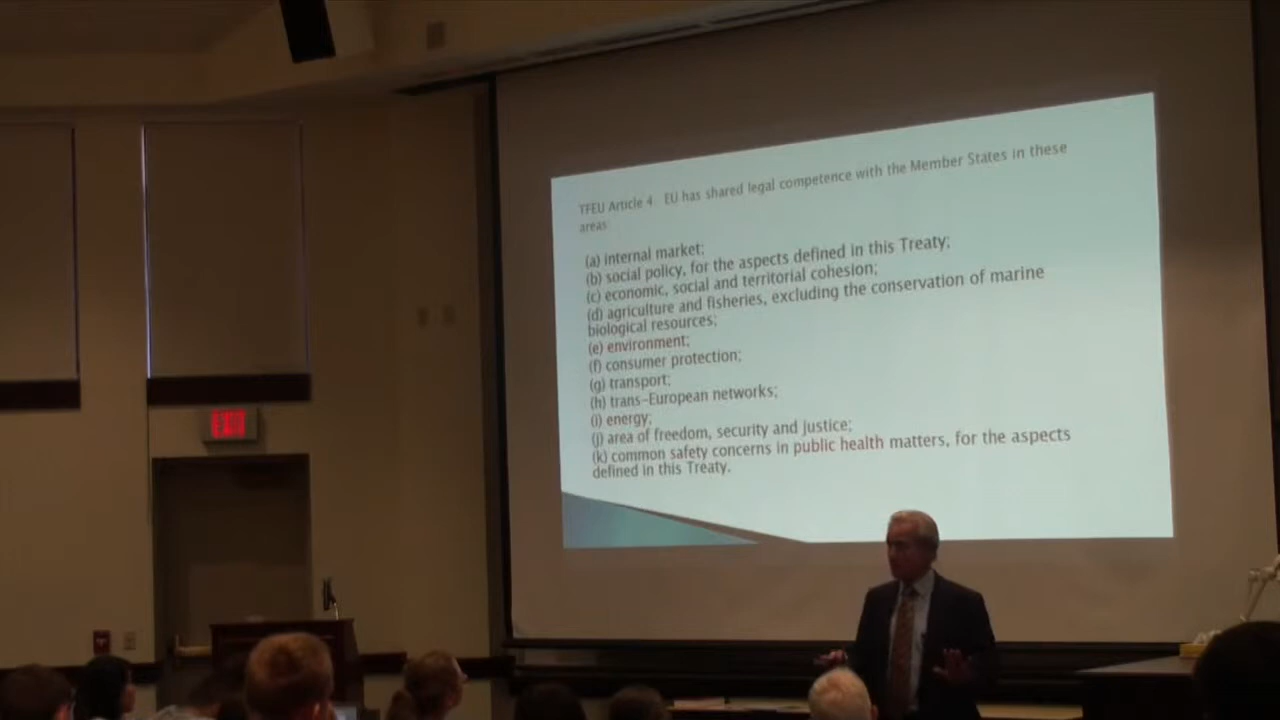 TFEU Article 4. EU has shared legal competence with the Member States in these
areas
(a) internal market;
(b) social policy, for the aspects defined in this Treaty;
(c) economic, social and territorial cohesion;
(d) agriculture and fisheries, excluding the conservation of marine
biological resources;
(e) environment;
(f) consumer protection;
(g) transport;
(h) trans-European networks;
(i) energy;
(j) area of freedom, security and justice;
(k) common safety concerns in public health matters, for the aspects
defined in this Treaty.